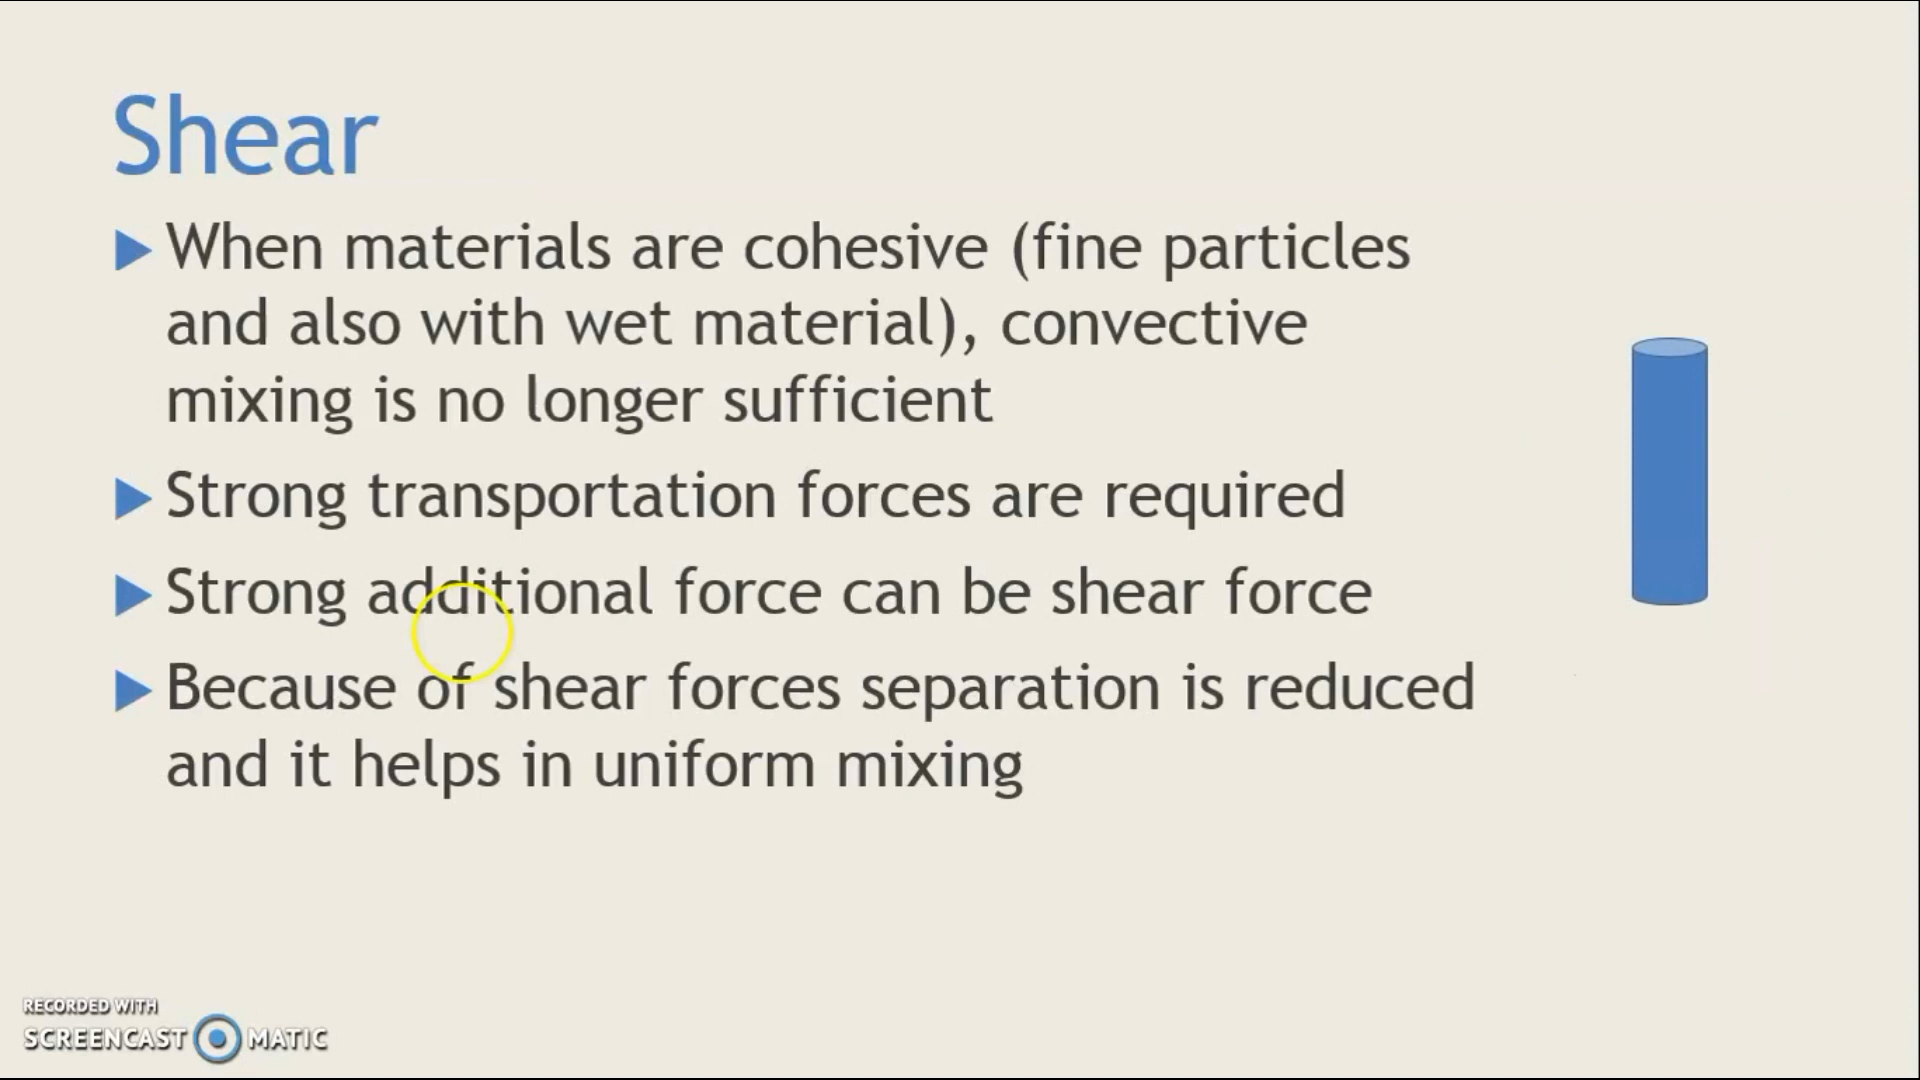 Shear
When materials are cohesive (fine particles
and also with wet material), convective
mixing is no longer sufficient
Strong transportation forces are required
Strong additional force can be shear force
Because of shear forces separation is reduced
and it helps in uniform mixing
RECORDED WITH
SCREENCAST MATIC